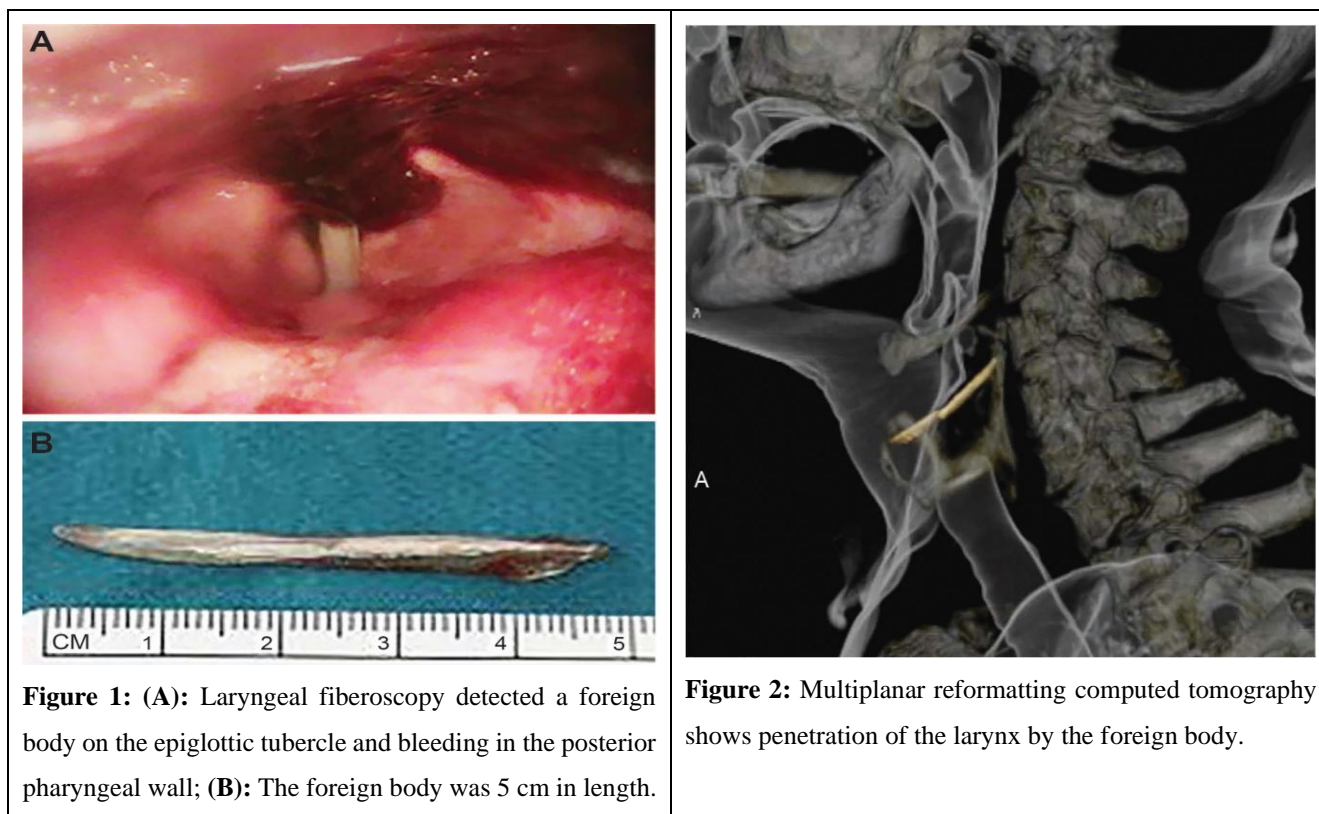 A
B
CM 1 2 3 4 5
Figure 1: (A): Laryngeal fiberoscopy detected a foreign
body on the epiglottic tubercle and bleeding in the posterior
pharyngeal wall; (B): The foreign body was 5 cm in length.
A
Figure 2: Multiplanar reformatting computed tomography
shows penetration of the larynx by the foreign body.